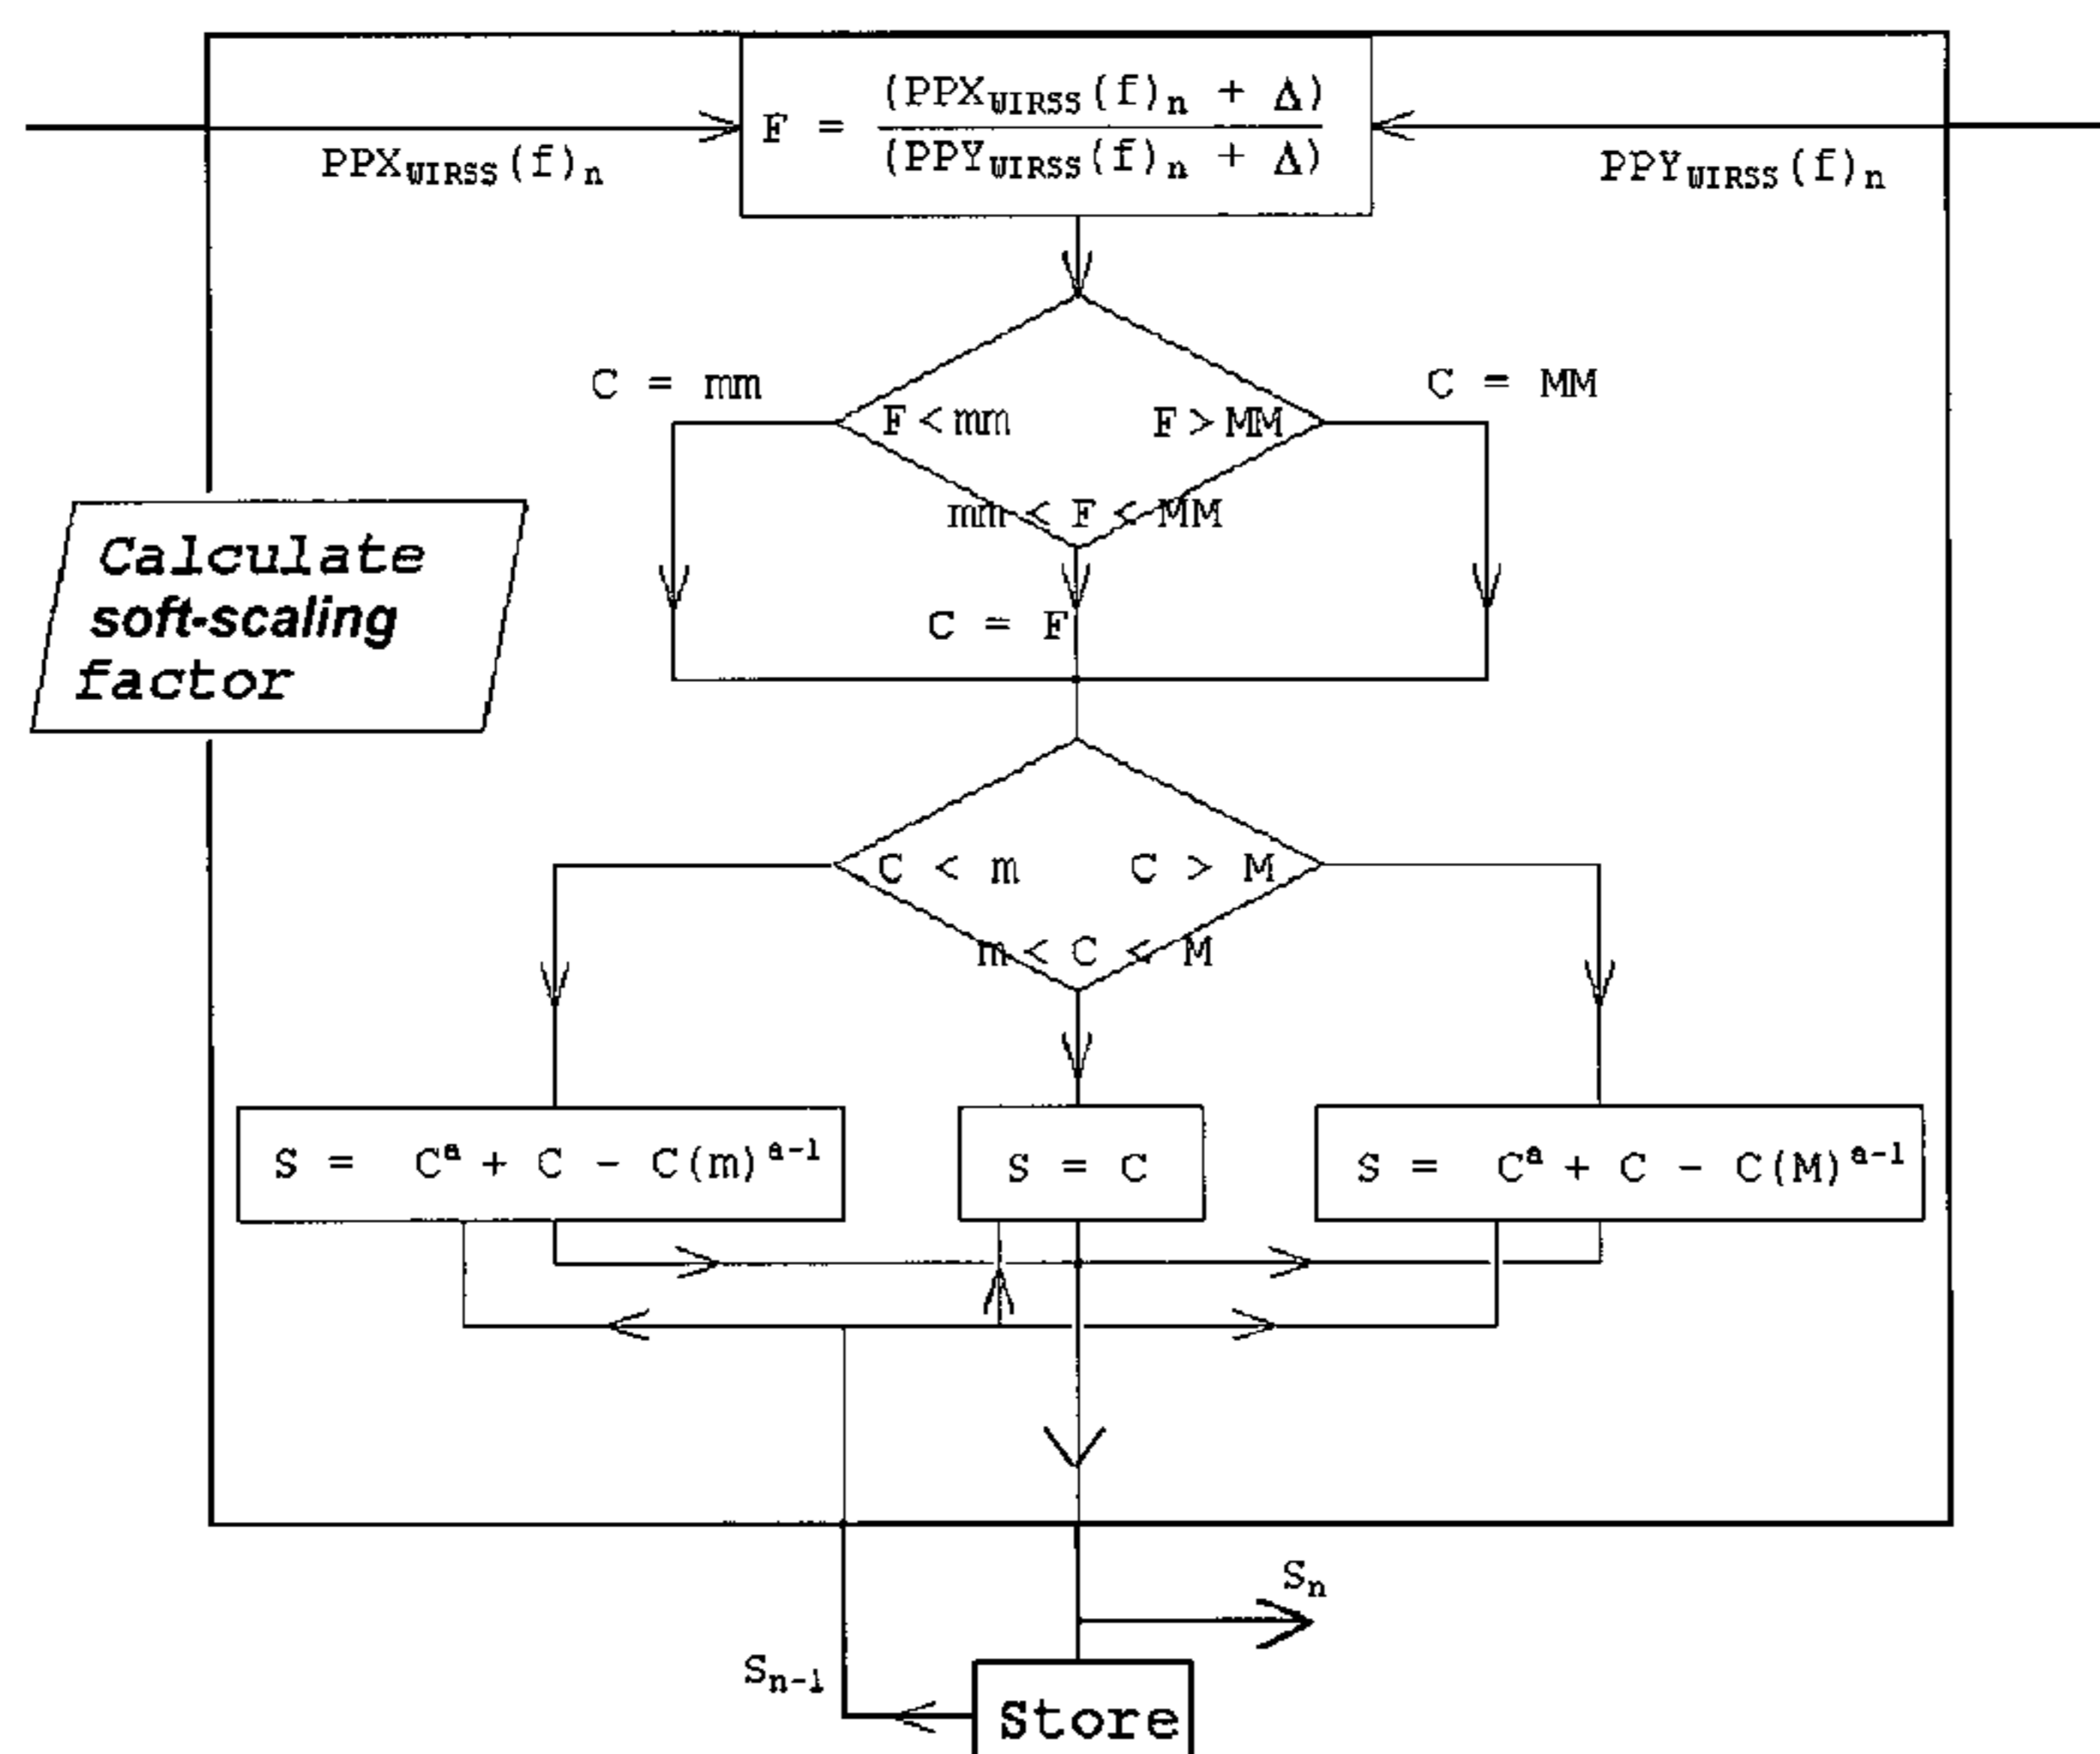 F = (PPX_WIRSS(f)_n + Δ)
(PPY_WIRSS(f)_n + Δ)
PPX_WIRSS(f)_n
PPY_WIRSS(f)_n
C = mm
C = MM
F < mm
F > MM
mm < F < MM
C = F
Calculate
soft-scaling
factor
C < m
C > M
m < C < M
S = C^a + C - C(m)^a-1
S = C
S = C^a + C - C(M)^a-1
S_n
S_n-1
Store